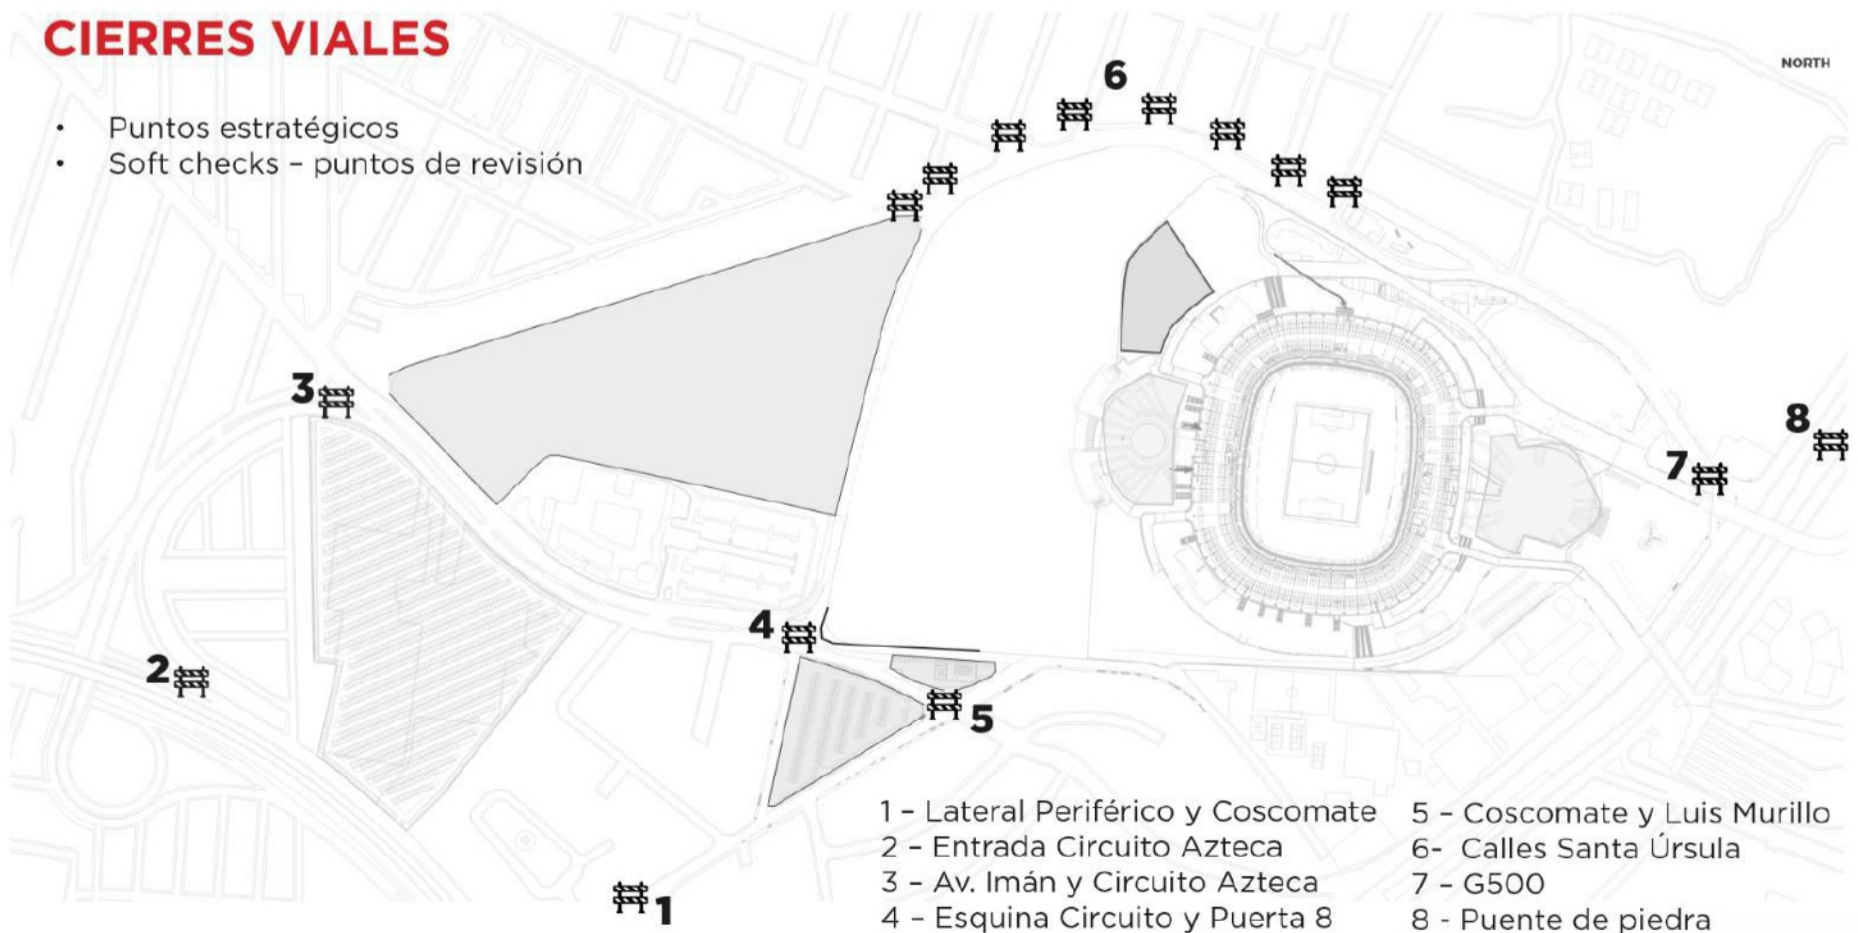 CIERRES VIALES
NORTH
• Puntos estratégicos
• Soft checks – puntos de revisión
6
3
8
7
4
2
5
1
1 – Lateral Periférico y Coscomate
2 – Entrada Circuito Azteca
3 – Av. Imán y Circuito Azteca
4 – Esquina Circuito y Puerta 8
5 – Coscomate y Luis Murillo
6- Calles Santa Úrsula
7 – G500
8 - Puente de piedra